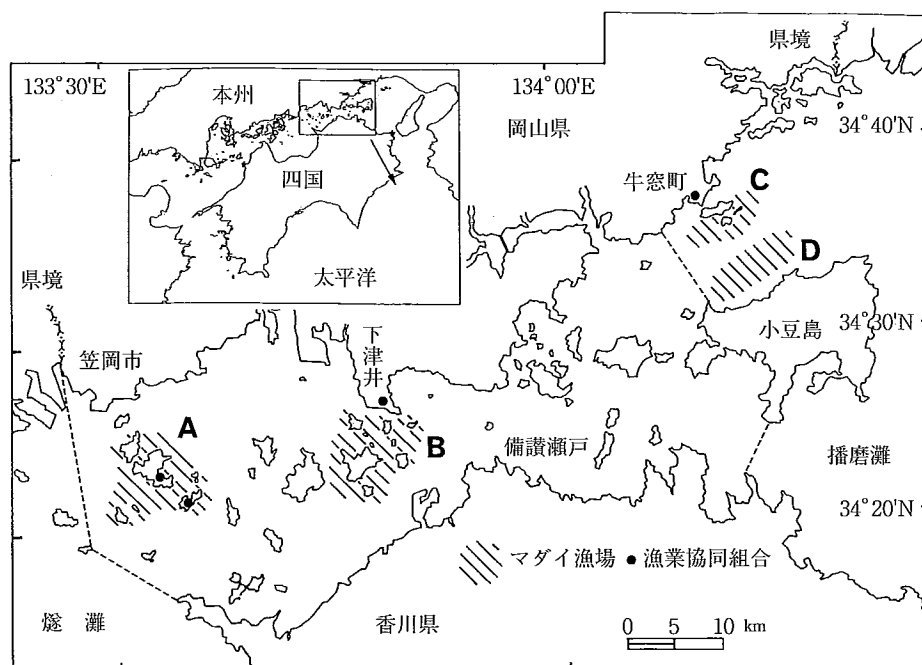 県境
133°30'E
134°00'E
本州
岡山県
34°40'N
四国
牛窓町
C
D
太平洋
県境
34°30'N
小豆島
下津井
笠岡市
A
B
備讃瀬戸
播磨灘
34°20'N
マダイ漁場 ● 漁業協同組合
燧灘
香川県
0 5 10 km